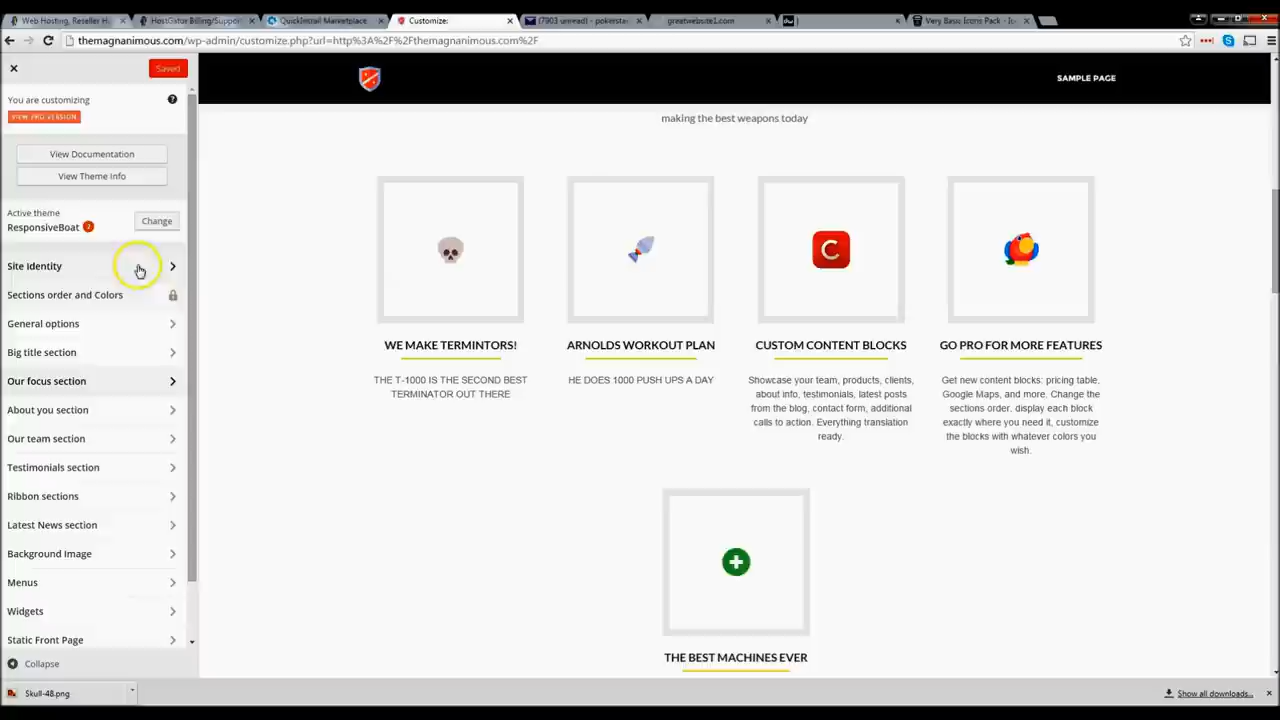 Web Hosting, Reseller H.
HostGator Billing/Support
QuickInstall Marketplace
Customize:
(7903 unread) - pokerstar
greatwebsite1.com
Very Basic Icons Pack - Ic
themagnanimous.com/wp-admin/customize.php?url=http%3A%2F%2Fthemagnanimous.com%2F
Saved
You are customizing
VIEW PRO VERSION
View Documentation
View Theme Info
Active theme
ResponsiveBoat 2
Change
Site Identity
Sections order and Colors
General options
Big title section
Our focus section
About you section
Our team section
Testimonials section
Ribbon sections
Latest News section
Background Image
Menus
Widgets
Static Front Page
Collapse
SAMPLE PAGE
making the best weapons today
C
WE MAKE TERMINTORS!
THE T-1000 IS THE SECOND BEST
TERMINATOR OUT THERE
ARNOLDS WORKOUT PLAN
HE DOES 1000 PUSH UPS A DAY
CUSTOM CONTENT BLOCKS
Showcase your team, products, clients,
about info, testimonials, latest posts
from the blog, contact form, additional
calls to action. Everything translation
ready.
GO PRO FOR MORE FEATURES
Get new content blocks: pricing table,
Google Maps, and more. Change the
sections order, display each block
exactly where you need it, customize
the blocks with whatever colors you
wish.
THE BEST MACHINES EVER
Skull-48.png
Show all downloads...